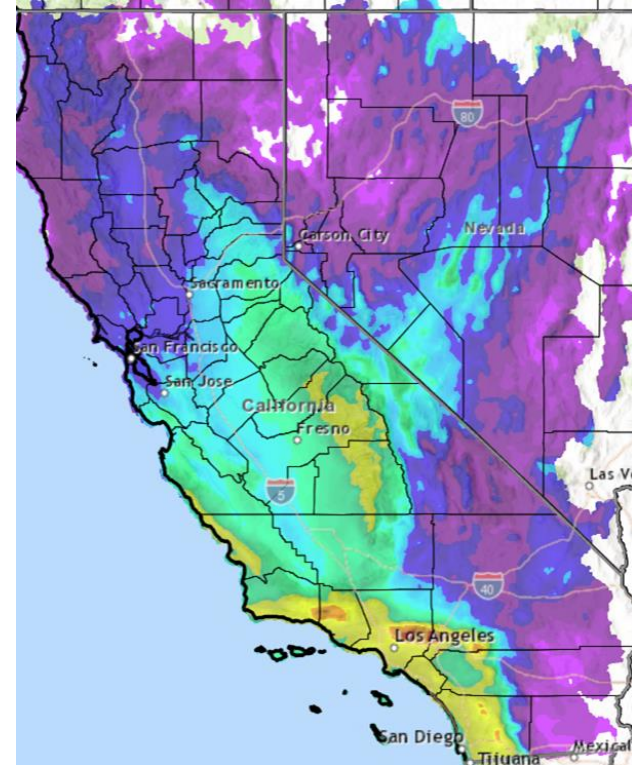 80
Carson City
Nevada
Sacramento
San Francisco
San Jose
California
Fresno
5
Las Ve
40
Los Angeles
San Diego
Mexical
Tijuana